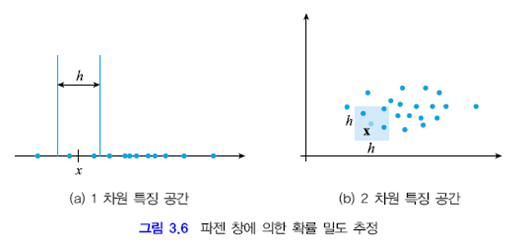 h
x
h
x
h
(a) 1 차원 특징 공간
(b) 2 차원 특징 공간
그림 3.6 파젠 창에 의한 확률 밀도 추정